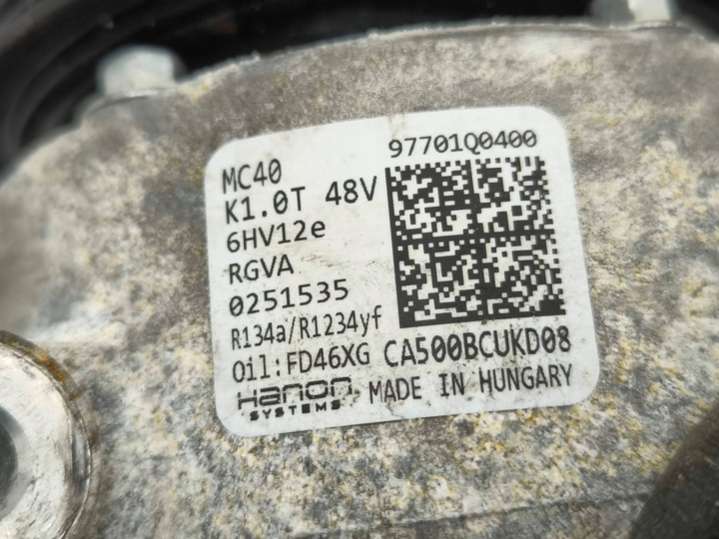 97701Q0400
MC40
K1.0T 48V
6HV12e
RGVA
0251535
R134a/R1234yf
Oil:FD46XG CA500BCUKD08
Hanon SYSTEMS MADE IN HUNGARY